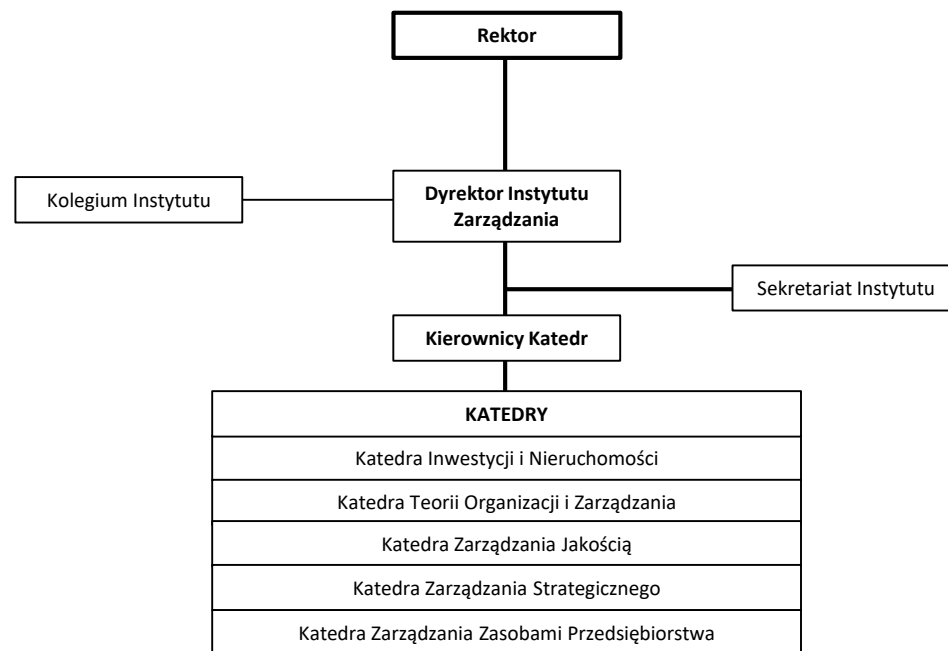 Rektor
Kolegium Instytutu
Dyrektor Instytutu
Zarządzania
Sekretariat Instytutu
Kierownicy Katedr
KATEDRY
Katedra Inwestycji i Nieruchomości
Katedra Teorii Organizacji i Zarządzania
Katedra Zarządzania Jakością
Katedra Zarządzania Strategicznego
Katedra Zarządzania Zasobami Przedsiębiorstwa